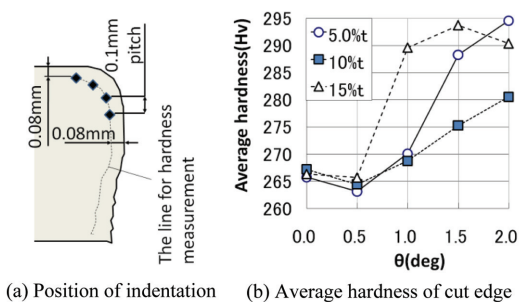 (a)
0.1mm
pitch
0.08mm
0.08mm
The line for hardness
measurement
(a) Position of indentation
(b)
Average hardness(Hv)
295
290
285
280
275
270
265
260
5.0%t
10%t
15%t
0.0 0.5 1.0 1.5 2.0
θ(deg)
(b) Average hardness of cut edge